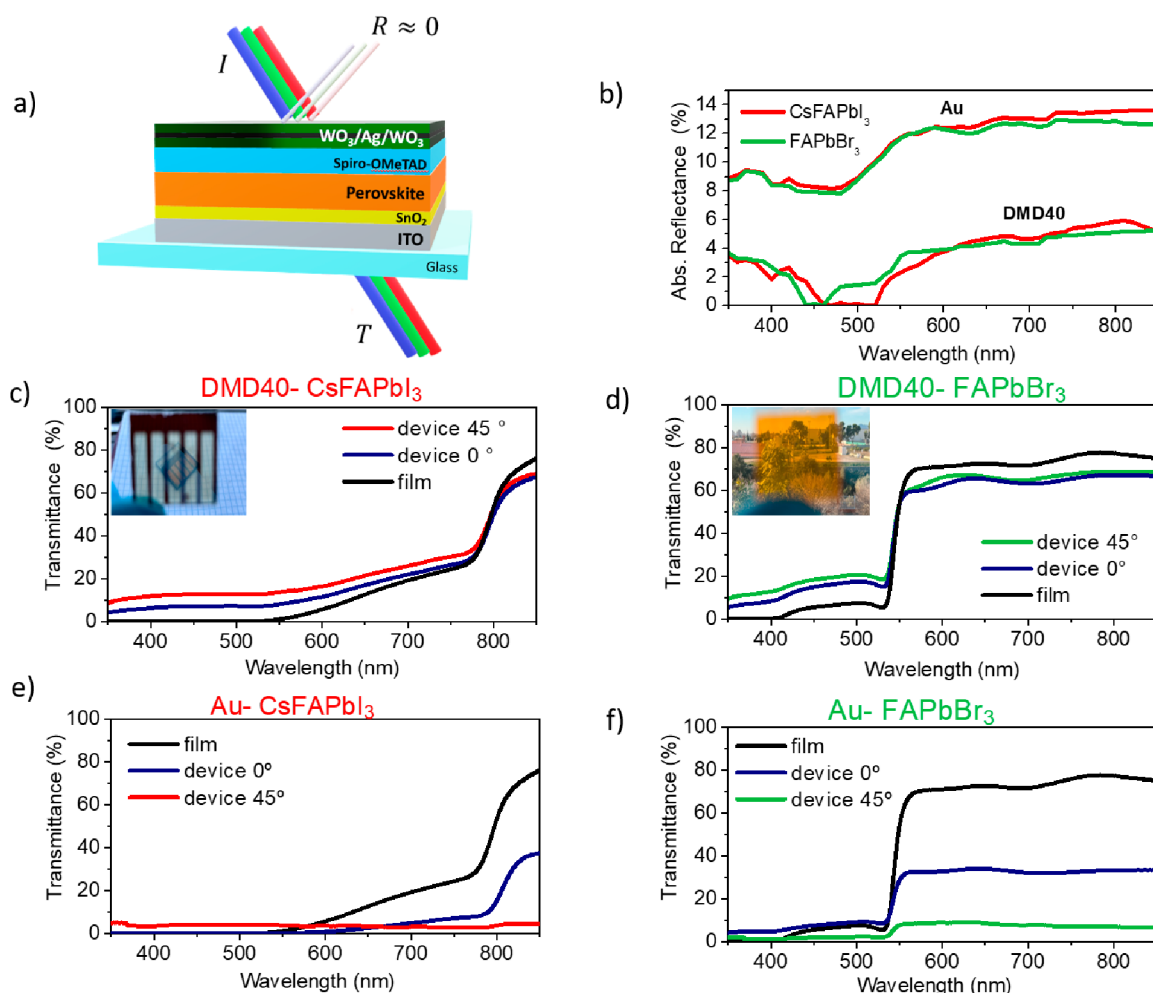 a)
I
R ≈ 0
WO₃/Ag/WO₃
Spiro-OMeTAD
Perovskite
SnO₂
ITO
Glass
T
b)
Abs. Reflectance (%)
14
12
10
8
6
4
2
0
CsFAPbI₃
FAPbBr₃
Au
DMD40
400 500 600 700 800
Wavelength (nm)
c)
DMD40- CsFAPbI₃
Transmittance (%)
100
80
60
40
20
0
device 45 °
device 0 °
film
400 500 600 700 800
Wavelength (nm)
d)
DMD40- FAPbBr₃
Transmittance (%)
100
80
60
40
20
0
device 45°
device 0°
film
400 500 600 700 800
Wavelength (nm)
e)
Au- CsFAPbI₃
Transmittance (%)
100
80
60
40
20
0
film
device 0º
device 45º
400 500 600 700 800
Wavelength (nm)
f)
Au- FAPbBr₃
Transmittance (%)
100
80
60
40
20
0
film
device 0º
device 45º
400 500 600 700 800
Wavelength (nm)